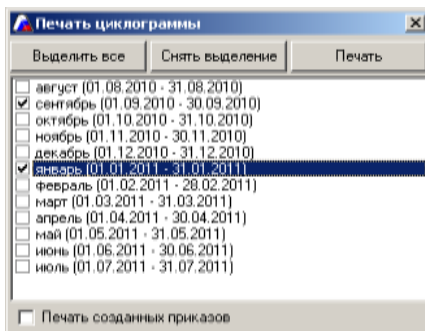 Печать циклограммы
Выделить все Снять выделение Печать
август (01.08.2010 - 31.08.2010)
сентябрь (01.09.2010 - 30.09.2010)
октябрь (01.10.2010 - 31.10.2010)
ноябрь (01.11.2010 - 30.11.2010)
декабрь (01.12.2010 - 31.12.2010)
январь (01.01.2011 - 31.01.2011)
февраль (01.02.2011 - 28.02.2011)
март (01.03.2011 - 31.03.2011)
апрель (01.04.2011 - 30.04.2011)
май (01.05.2011 - 31.05.2011)
июнь (01.06.2011 - 30.06.2011)
июль (01.07.2011 - 31.07.2011)
Печать созданных приказов